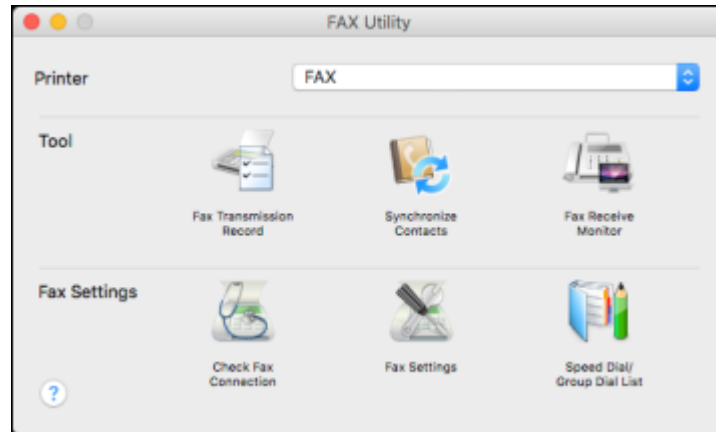 FAX Utility
Printer
FAX
Tool
Fax Transmission
Record
Synchronize
Contacts
Fax Receive
Monitor
Fax Settings
Check Fax
Connection
Fax Settings
Speed Dial/
Group Dial List
?